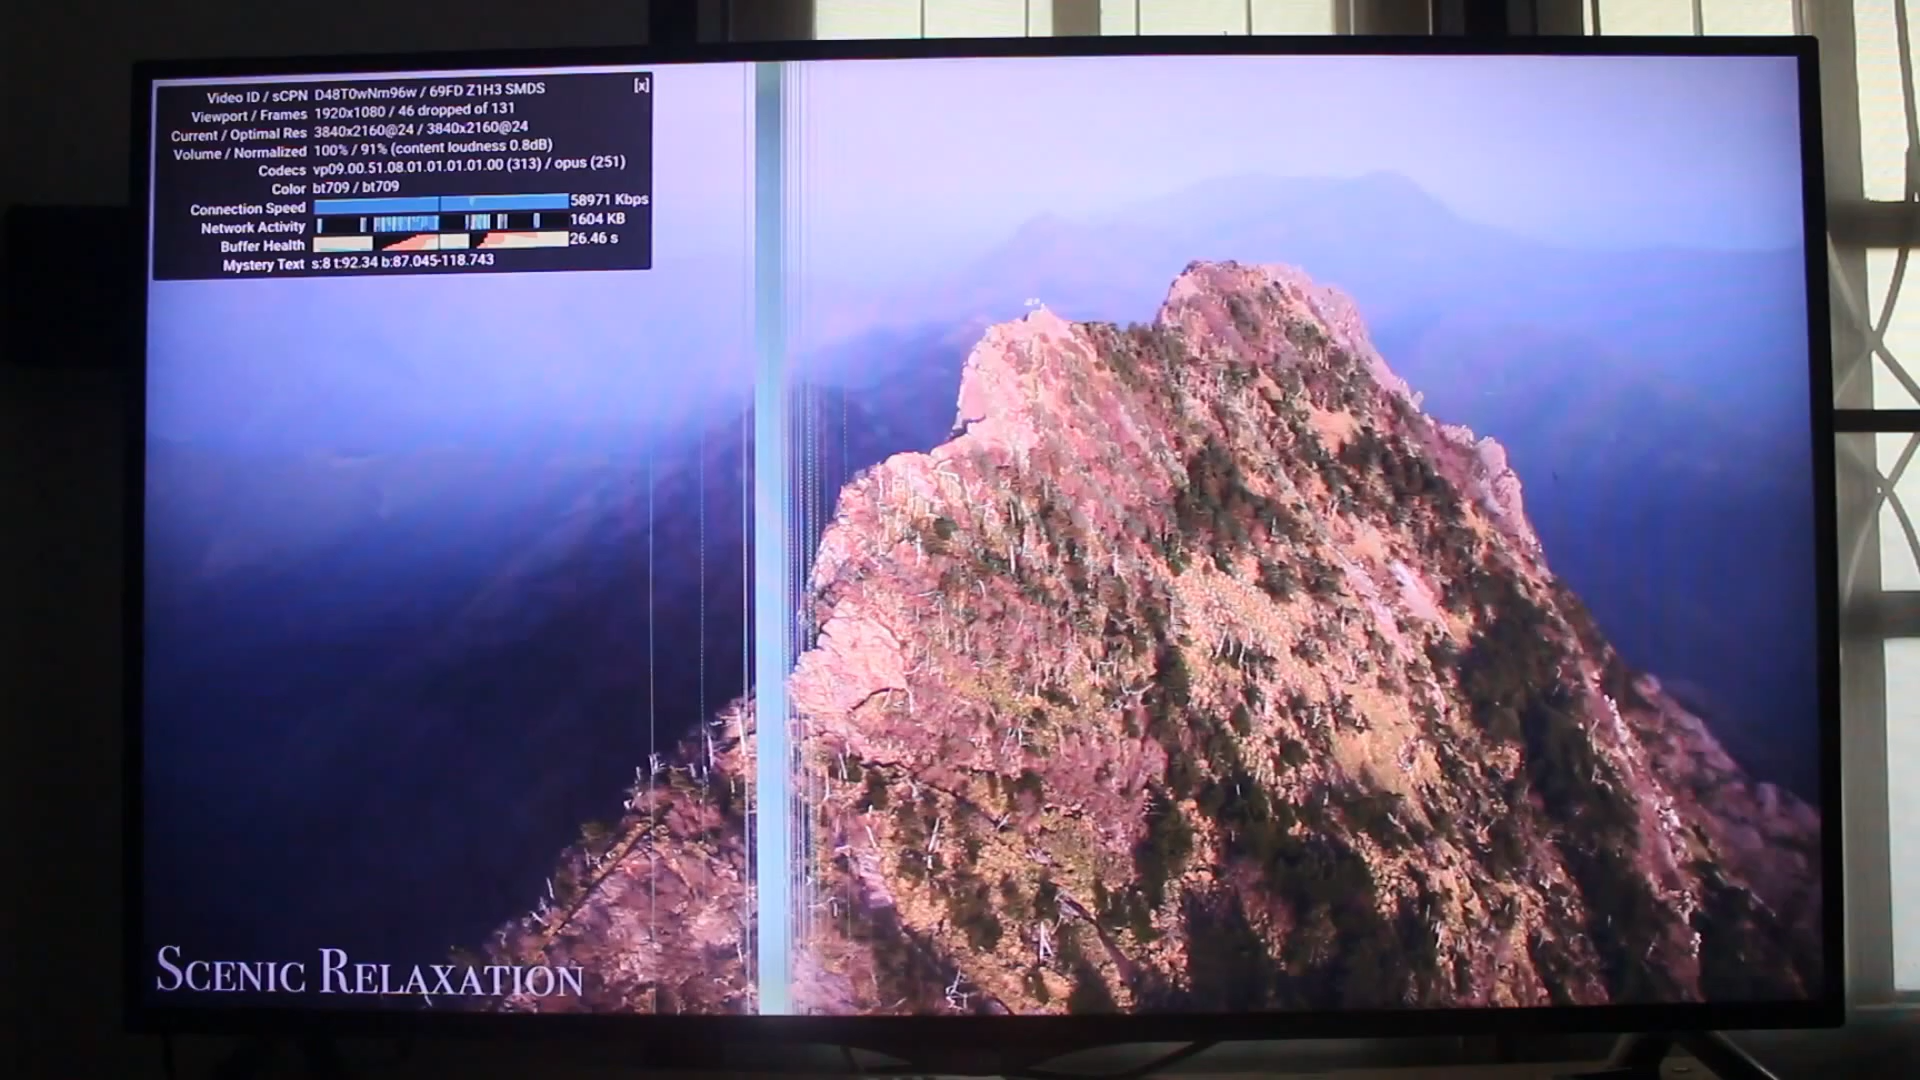 Video ID / sCPN D48T0wNm96w / 69FD Z1H3 SMDS [x]
Viewport / Frames 1920x1080 / 46 dropped of 131
Current / Optimal Res 3840x2160@24 / 3840x2160@24
Volume / Normalized 100% / 91% (content loudness 0.8dB)
Codecs vp09.00.51.08.01.01.01.01.00 (313) / opus (251)
Color bt709 / bt709
Connection Speed 58971 Kbps
Network Activity 1604 KB
Buffer Health 26.46 s
Mystery Text s:8 t:92.34 b:87.045-118.743
SCENIC RELAXATION